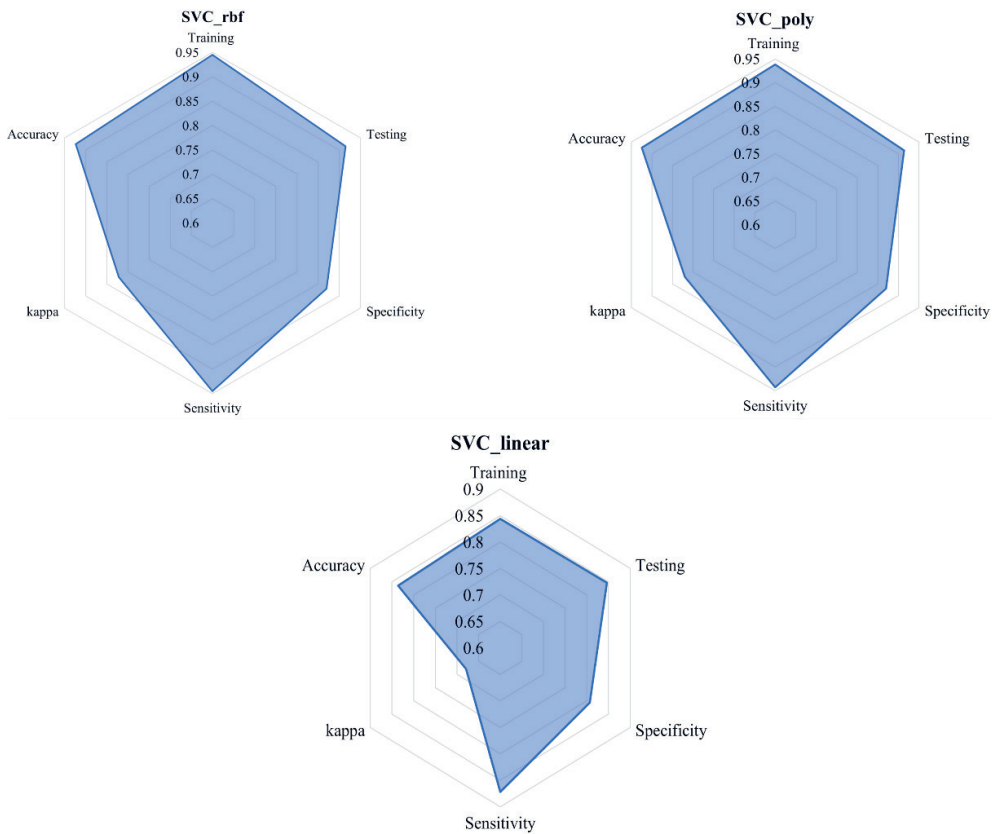 SVC_rbf
Training
0.95
0.9
0.85
0.8
0.75
0.7
0.65
0.6
Accuracy
Testing
kappa
Specificity
Sensitivity
SVC_poly
Training
0.95
0.9
0.85
0.8
0.75
0.7
0.65
0.6
Accuracy
Testing
kappa
Specificity
Sensitivity
SVC_linear
Training
0.9
0.85
0.8
0.75
0.7
0.65
0.6
Accuracy
Testing
kappa
Specificity
Sensitivity